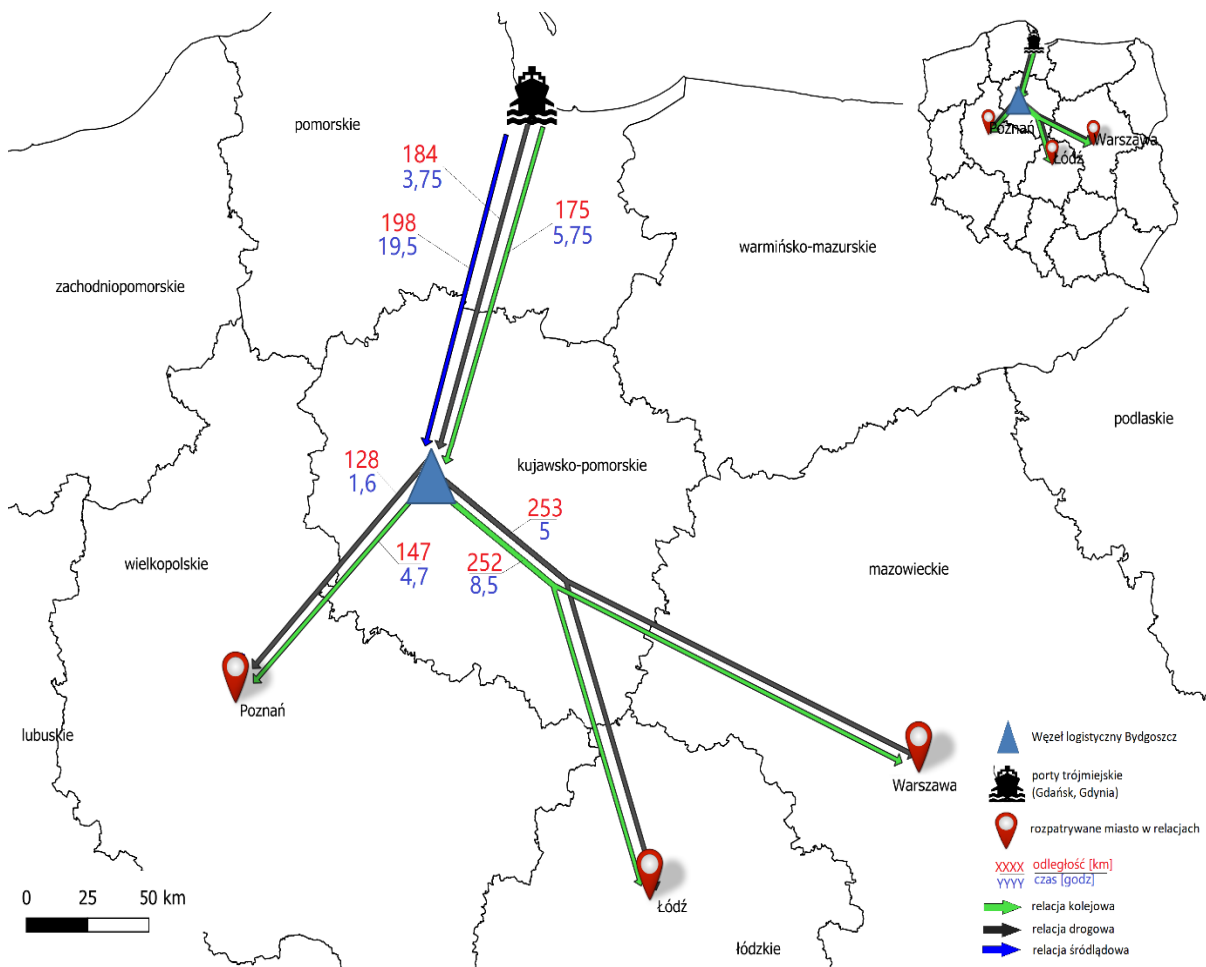 pomorskie
184
3,75
198
19,5
175
5,75
warmińsko-mazurskie
zachodniopomorskie
podlaskie
128
1,6
kujawsko-pomorskie
253
5
147
4,7
252
8,5
wielkopolskie
mazowieckie
Poznań
lubuskie
Warszawa
Łódź
łódzkie
0 25 50 km
Poznań
Warszawa
Łódź
Węzeł logistyczny Bydgoszcz
porty trójmiejskie
(Gdańsk, Gdynia)
rozpatrywane miasto w relacjach
XXXX odległość [km]
YYYY czas [godz]
relacja kolejowa
relacja drogowa
relacja śródlądowa